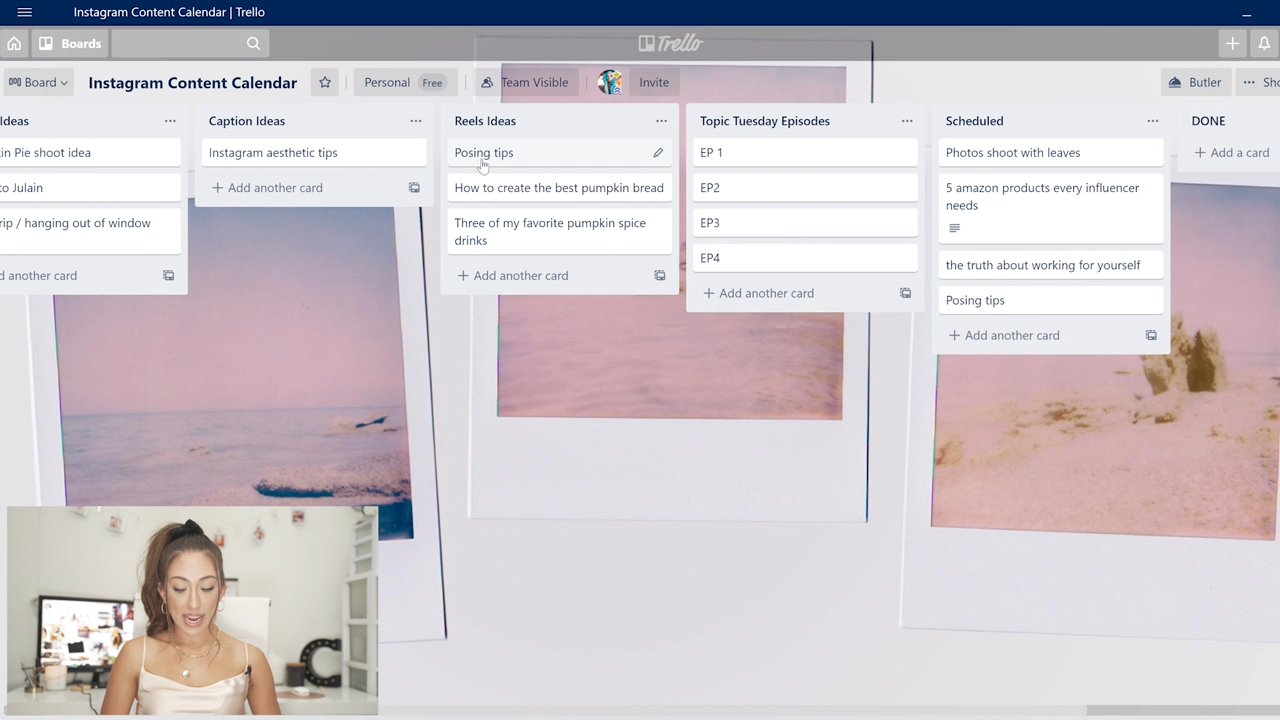 Instagram Content Calendar | Trello
Boards
Trello
Board
Instagram Content Calendar
Personal
Free
Team Visible
Invite
Butler
Ideas
in Pie shoot idea
to Julain
rip / hanging out of window
d another card
Caption Ideas
Instagram aesthetic tips
Add another card
Reels Ideas
Posing tips
How to create the best pumpkin bread
Three of my favorite pumpkin spice
drinks
Add another card
Topic Tuesday Episodes
EP 1
EP2
EP3
EP4
Add another card
Scheduled
Photos shoot with leaves
5 amazon products every influencer
needs
the truth about working for yourself
Posing tips
Add another card
DONE
Add a card
C